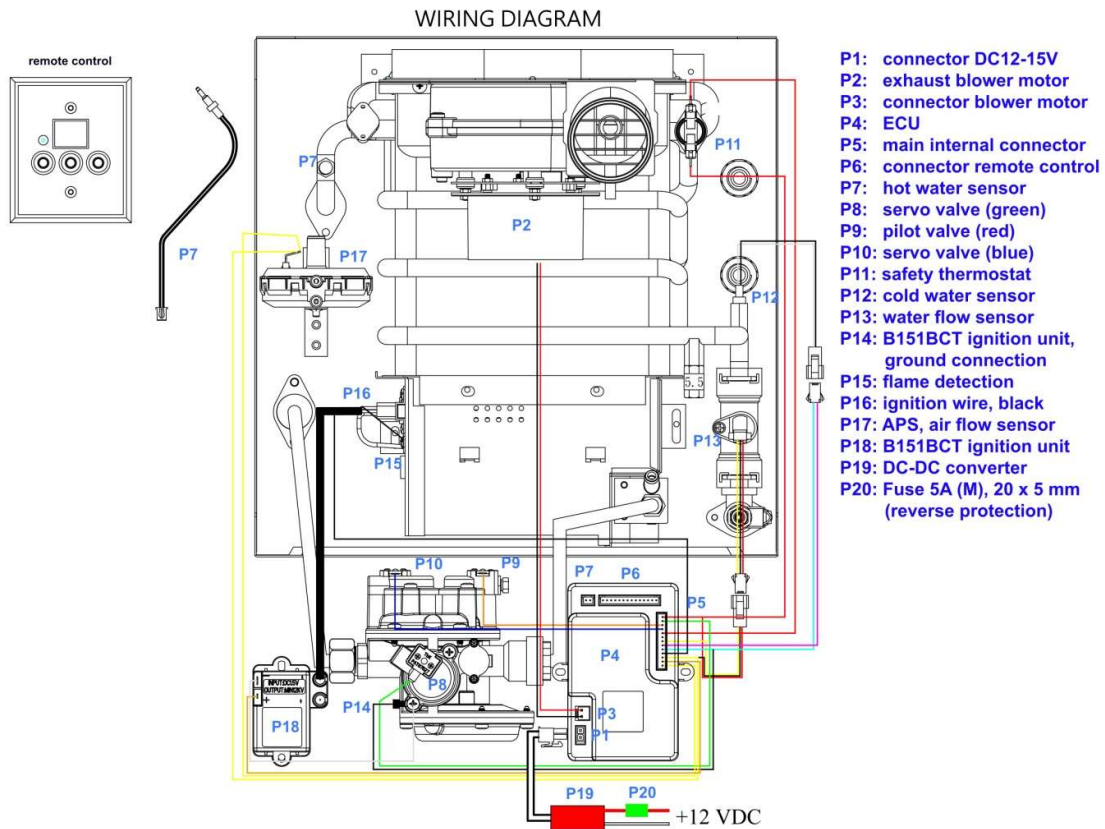 WIRING DIAGRAM
remote control
P7
P7
P17
P2
P11
P12
5.5
P16
P15
P13
P10
P9
P7
P6
P5
P4
P8
P14
P3
P1
INPUT:DC15V
OUTPUT:MIN12KV
P18
P19
P20
+12 VDC
P1: connector DC12-15V
P2: exhaust blower motor
P3: connector blower motor
P4: ECU
P5: main internal connector
P6: connector remote control
P7: hot water sensor
P8: servo valve (green)
P9: pilot valve (red)
P10: servo valve (blue)
P11: safety thermostat
P12: cold water sensor
P13: water flow sensor
P14: B151BCT ignition unit,
ground connection
P15: flame detection
P16: ignition wire, black
P17: APS, air flow sensor
P18: B151BCT ignition unit
P19: DC-DC converter
P20: Fuse 5A (M), 20 x 5 mm
(reverse protection)